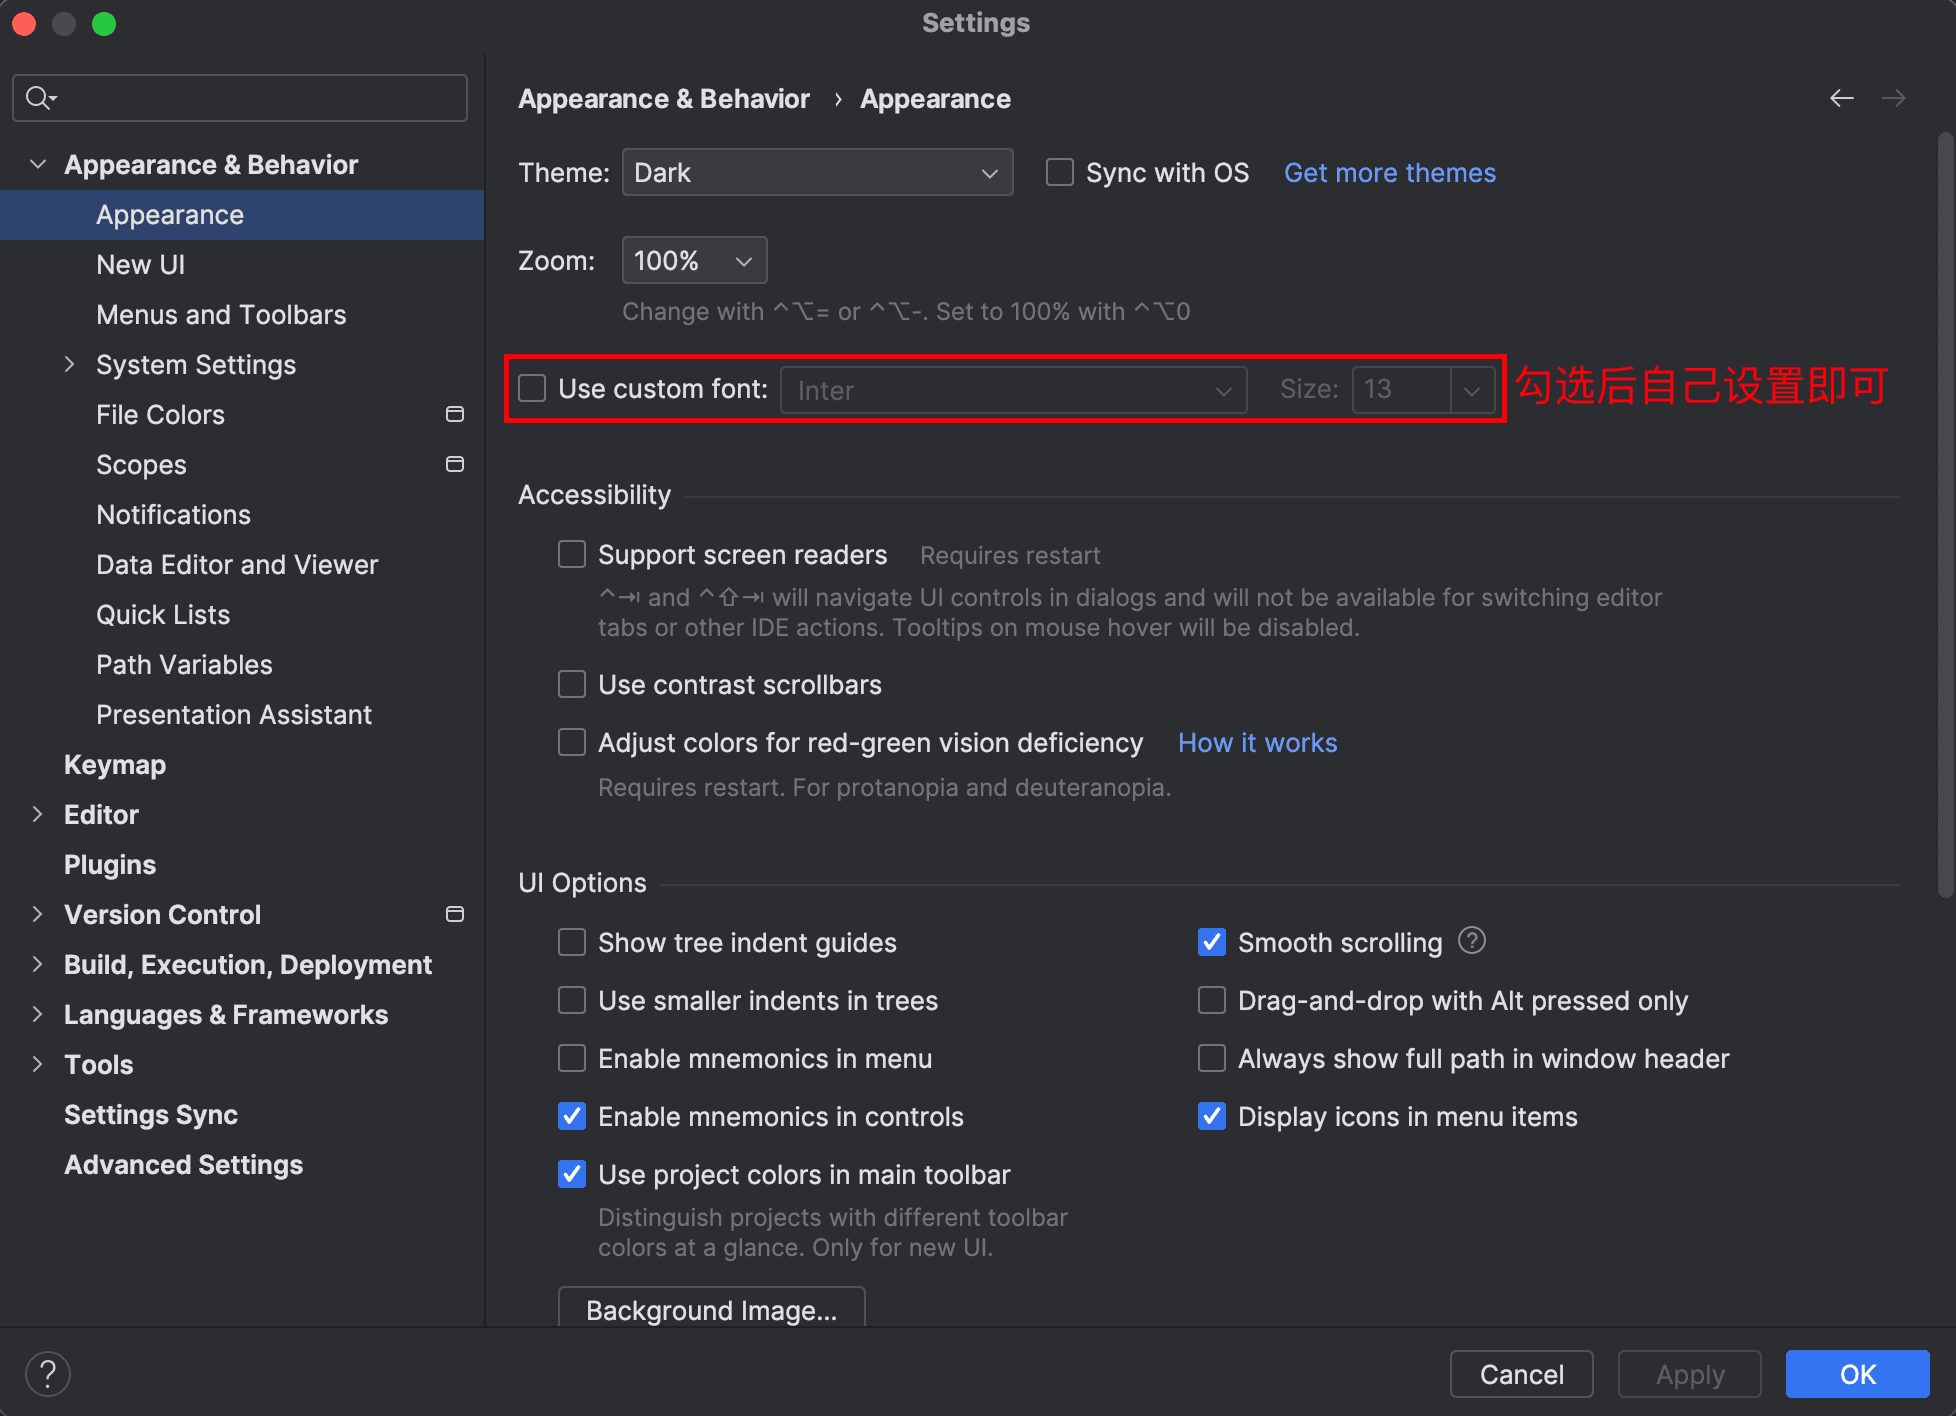 Settings
Appearance & Behavior
Appearance
New UI
Menus and Toolbars
System Settings
File Colors
Scopes
Notifications
Data Editor and Viewer
Quick Lists
Path Variables
Presentation Assistant
Keymap
Editor
Plugins
Version Control
Build, Execution, Deployment
Languages & Frameworks
Tools
Settings Sync
Advanced Settings
Appearance & Behavior › Appearance
Theme: Dark Sync with OS Get more themes
Zoom: 100%
Change with ⌃⌥= or ⌃⌥-. Set to 100% with ⌃⌥0
Use custom font: Inter Size: 13 勾选后自己设置即可
Accessibility
Support screen readers Requires restart
⌃⇥ and ⌃⇧⇥ will navigate UI controls in dialogs and will not be available for switching editor
tabs or other IDE actions. Tooltips on mouse hover will be disabled.
Use contrast scrollbars
Adjust colors for red-green vision deficiency How it works
Requires restart. For protanopia and deuteranopia.
UI Options
Show tree indent guides Smooth scrolling ?
Use smaller indents in trees Drag-and-drop with Alt pressed only
Enable mnemonics in menu Always show full path in window header
Enable mnemonics in controls Display icons in menu items
Use project colors in main toolbar
Distinguish projects with different toolbar
colors at a glance. Only for new UI.
Background Image...
? Cancel Apply OK